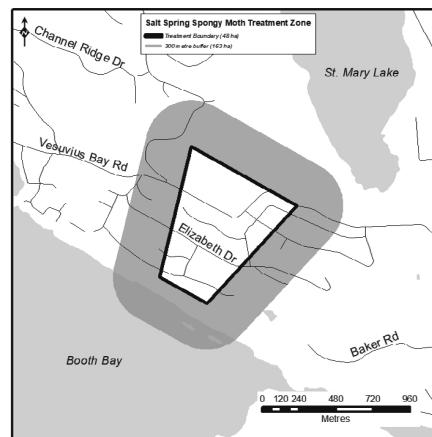 Salt Spring Spongy Moth Treatment Zone
Treatment Boundary (48 ha)
300 metre buffer (163 ha)
N
Channel Ridge Dr
St. Mary Lake
Vesuvius Bay Rd
Elizabeth Dr
Baker Rd
Booth Bay
0 120 240 480 720 960
Metres